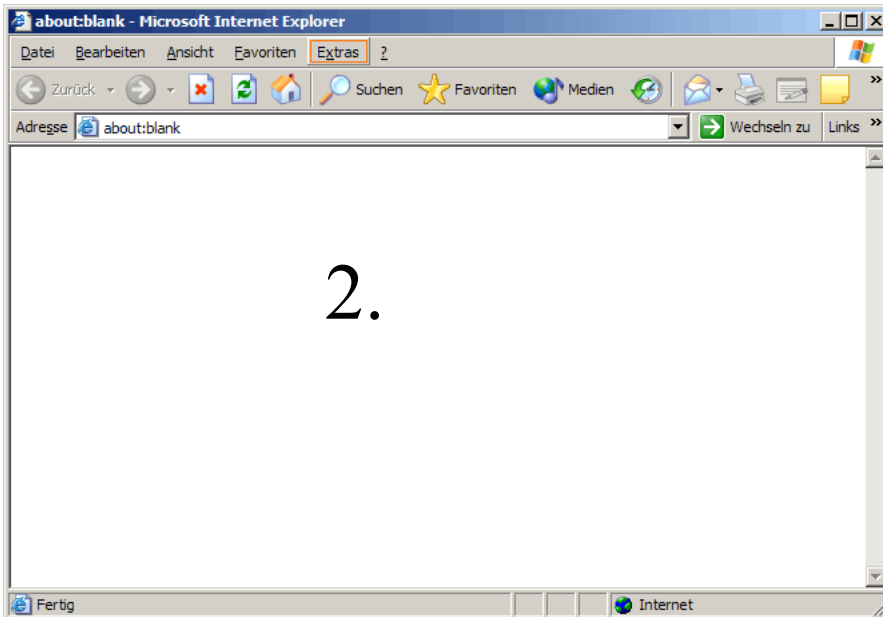 about:blank - Microsoft Internet Explorer
Datei Bearbeiten Ansicht Favoriten Extras ?
Zurück Suchen Favoriten Medien »
Adresse about:blank Wechseln zu Links »
2.
Fertig Internet